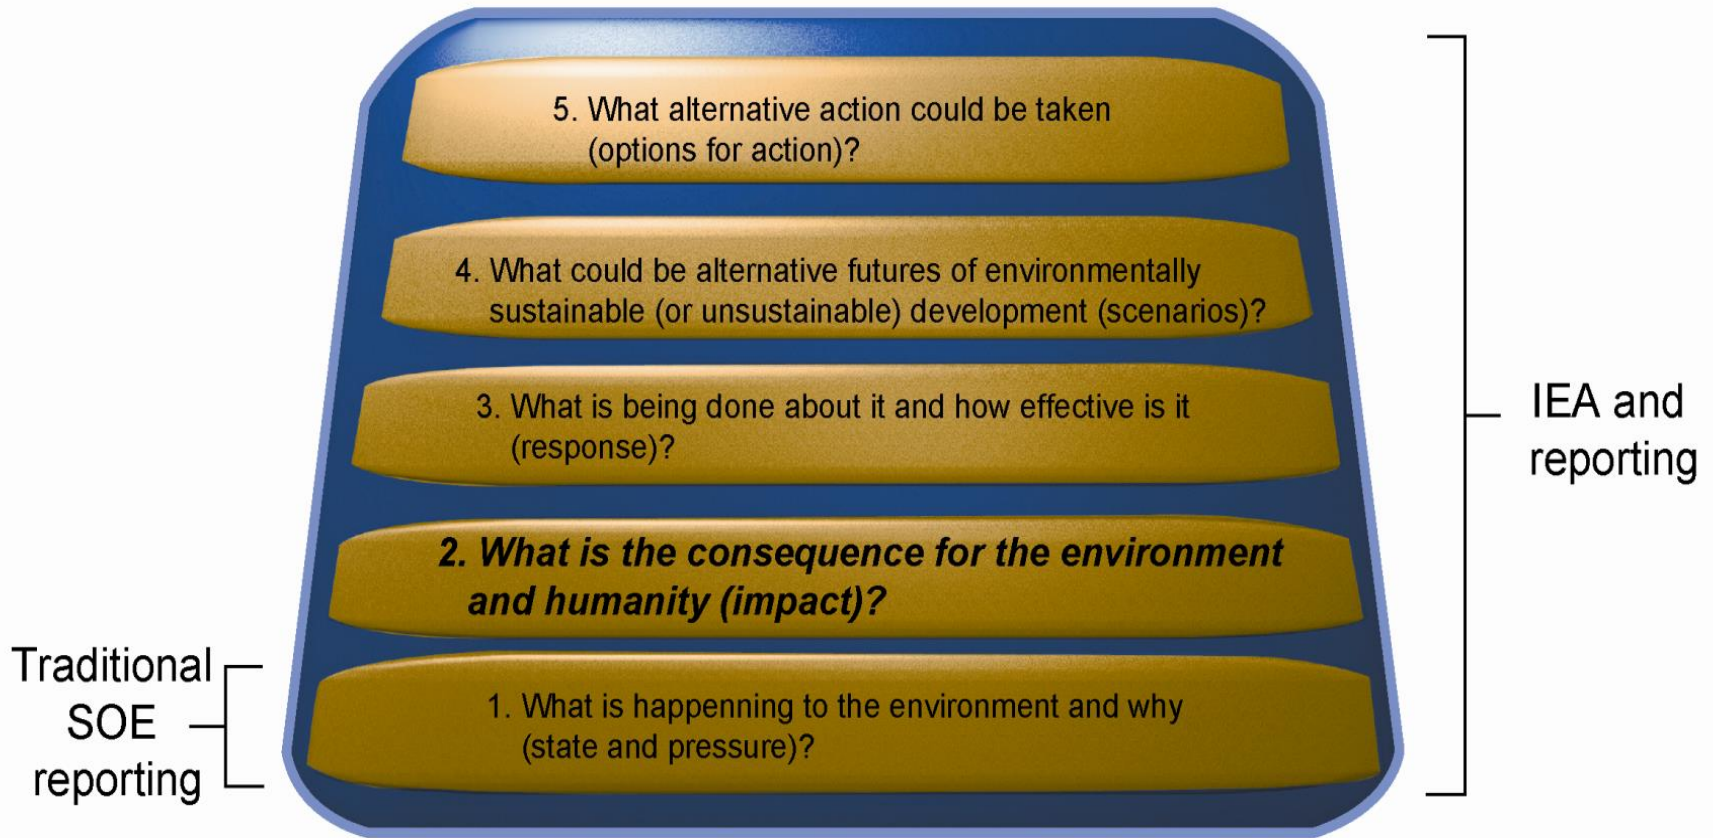 5. What alternative action could be taken
(options for action)?
4. What could be alternative futures of environmentally
sustainable (or unsustainable) development (scenarios)?
3. What is being done about it and how effective is it
(response)?
2. What is the consequence for the environment
and humanity (impact)?
1. What is happenning to the environment and why
(state and pressure)?
Traditional
SOE
reporting
IEA and
reporting